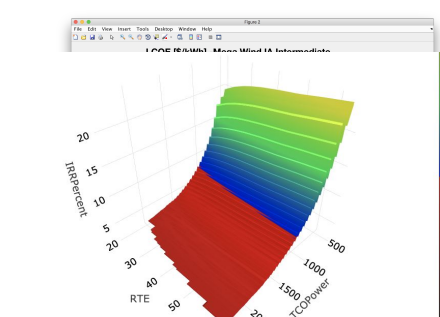 Figure 2
File Edit View Insert Tools Desktop Window Help
LCOE [$/kWh], Mega Wind IA Intermediate
20
15
10
5
IRRPercent
20
30
40
50
RTE
500
1000
1500
TCOPower